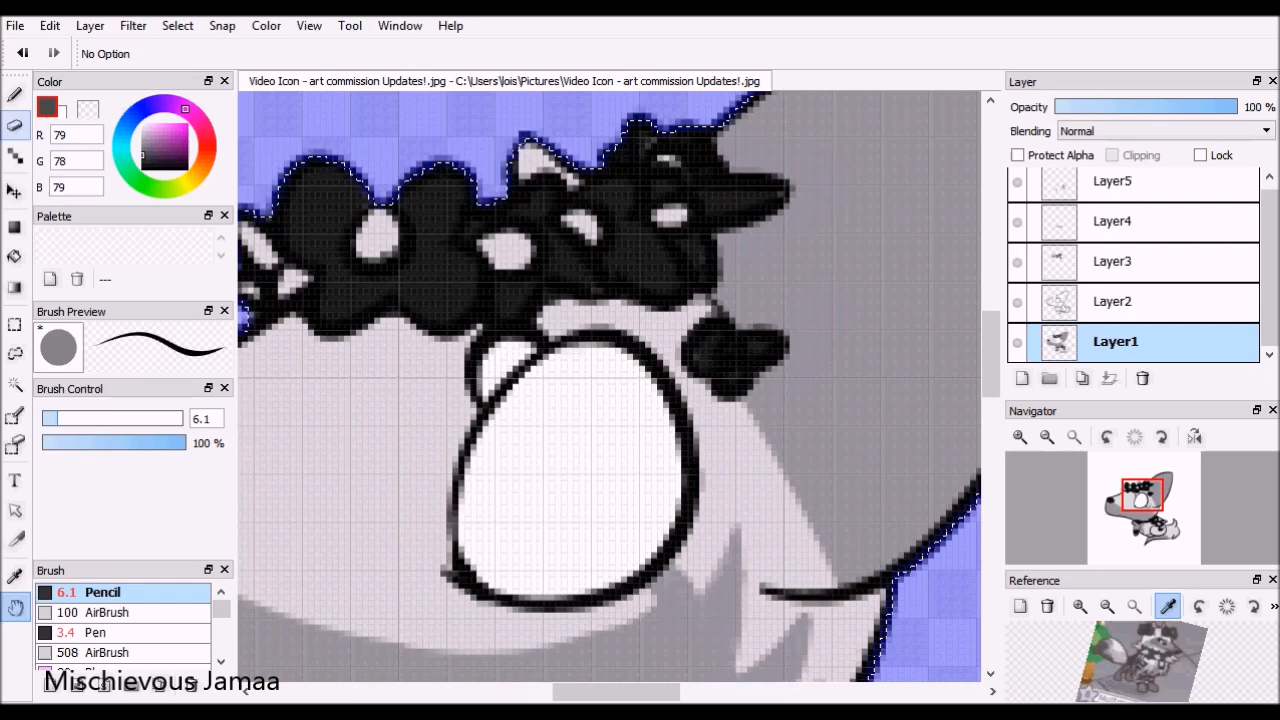 File Edit Layer Filter Select Snap Color View Tool Window Help
No Option
Color
R 79
G 78
B 79
Palette
---
Brush Preview
*
Brush Control
6.1
100 %
Brush
6.1 Pencil
100 AirBrush
3.4 Pen
508 AirBrush
Mischievous Jamaa
Video Icon - art commission Updates!.jpg - C:\Users\lois\Pictures\Video Icon - art commission Updates!.jpg
Layer
Opacity 100 %
Blending Normal
Protect Alpha Clipping Lock
Layer5
Layer4
Layer3
Layer2
Layer1
Navigator
Reference